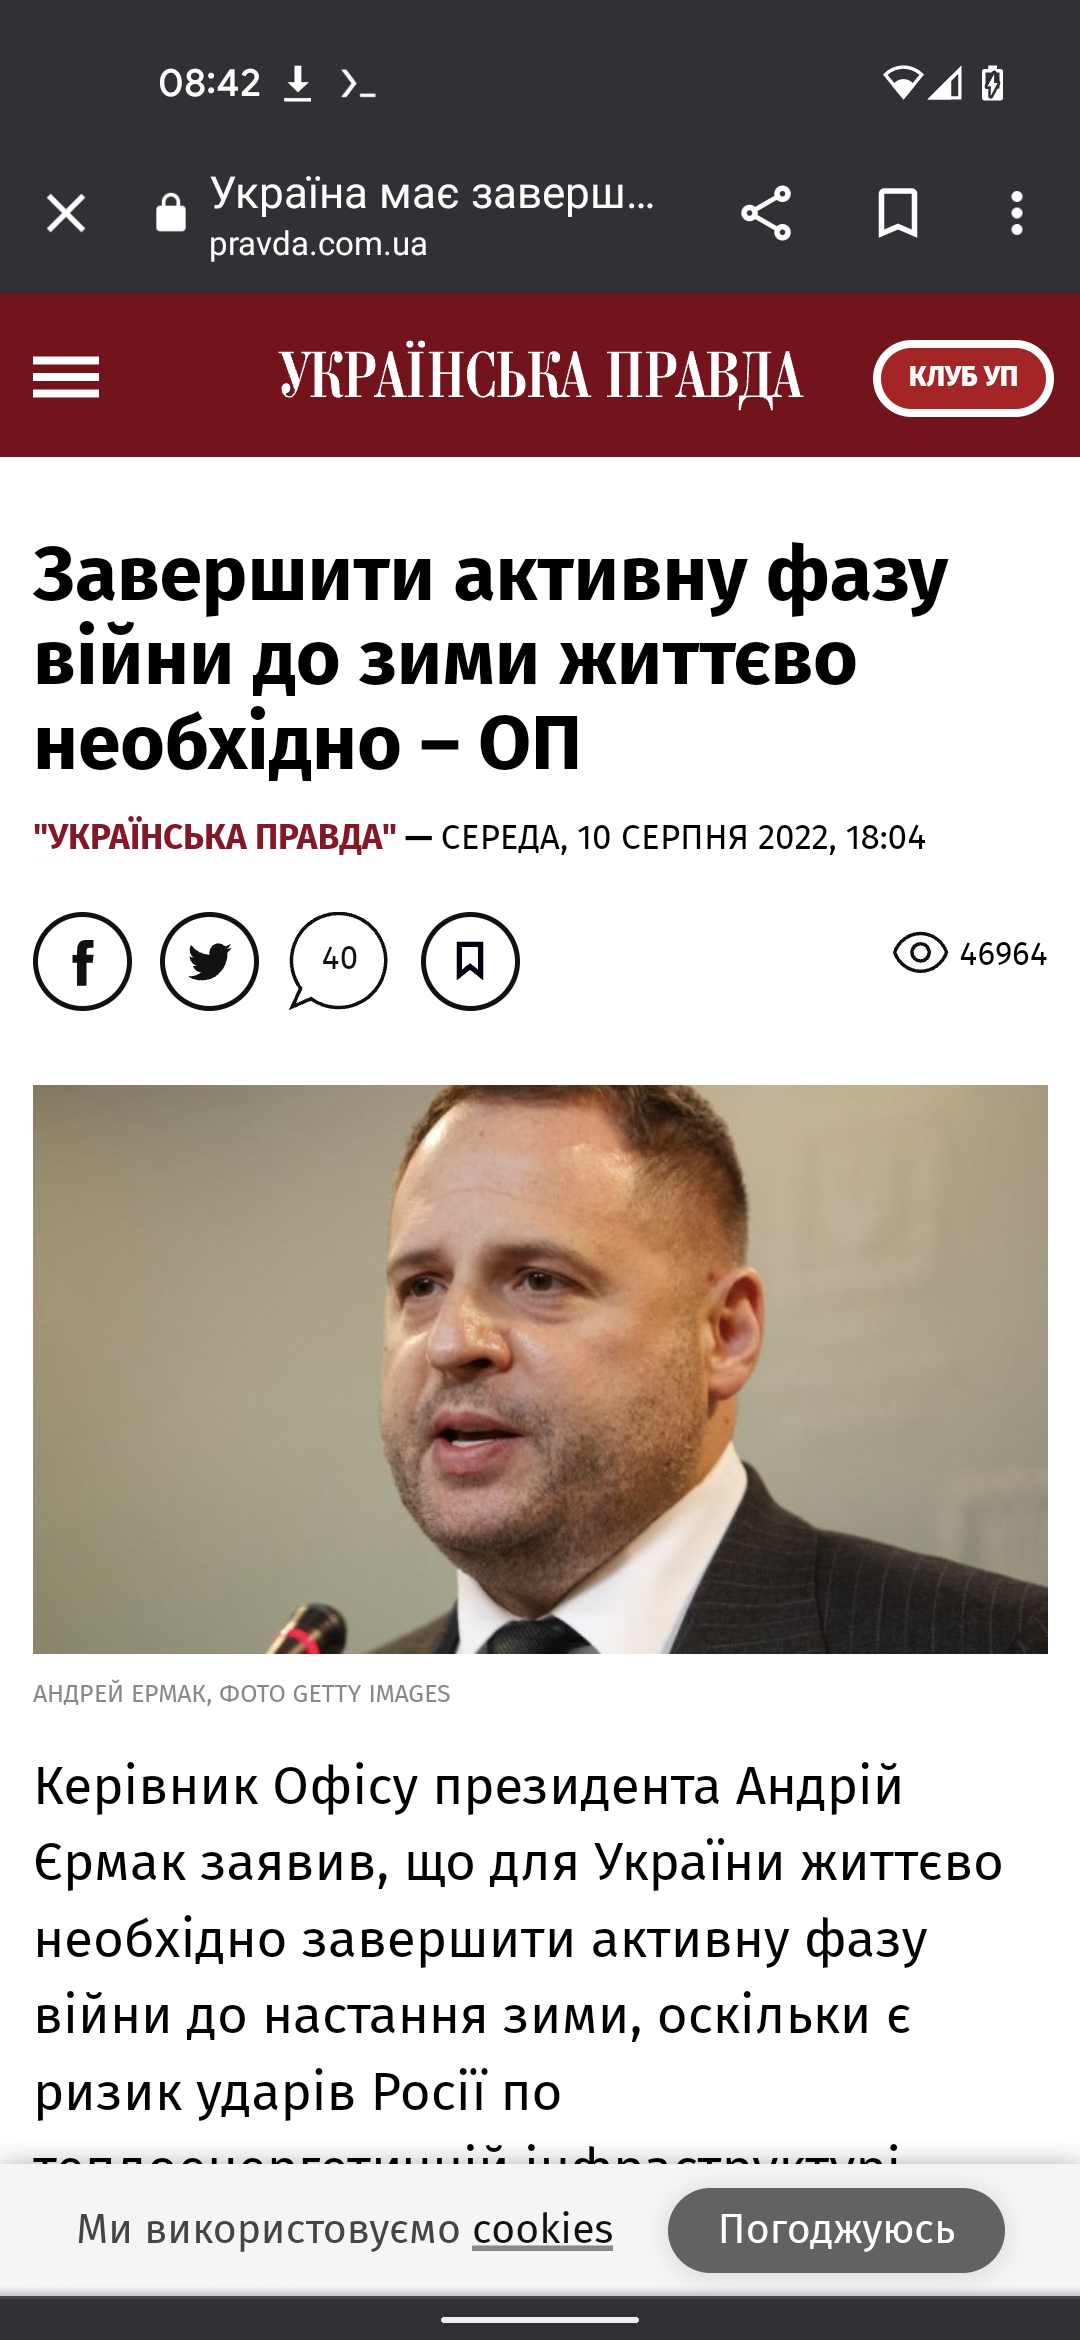 08:42
Україна має заверш...
pravda.com.ua
УКРАЇНСЬКА ПРАВДА
КЛУБ УП
Завершити активну фазу
війни до зими життєво
необхідно – ОП
"УКРАЇНСЬКА ПРАВДА" — СЕРЕДА, 10 СЕРПНЯ 2022, 18:04
40
46964
АНДРЕЙ ЕРМАК, ФОТО GETTY IMAGES
Керівник Офісу президента Андрій
Єрмак заявив, що для України життєво
необхідно завершити активну фазу
війни до настання зими, оскільки є
ризик ударів Росії по
теплоенергетичній інфраструктурі
Ми використовуємо cookies
Погоджуюсь